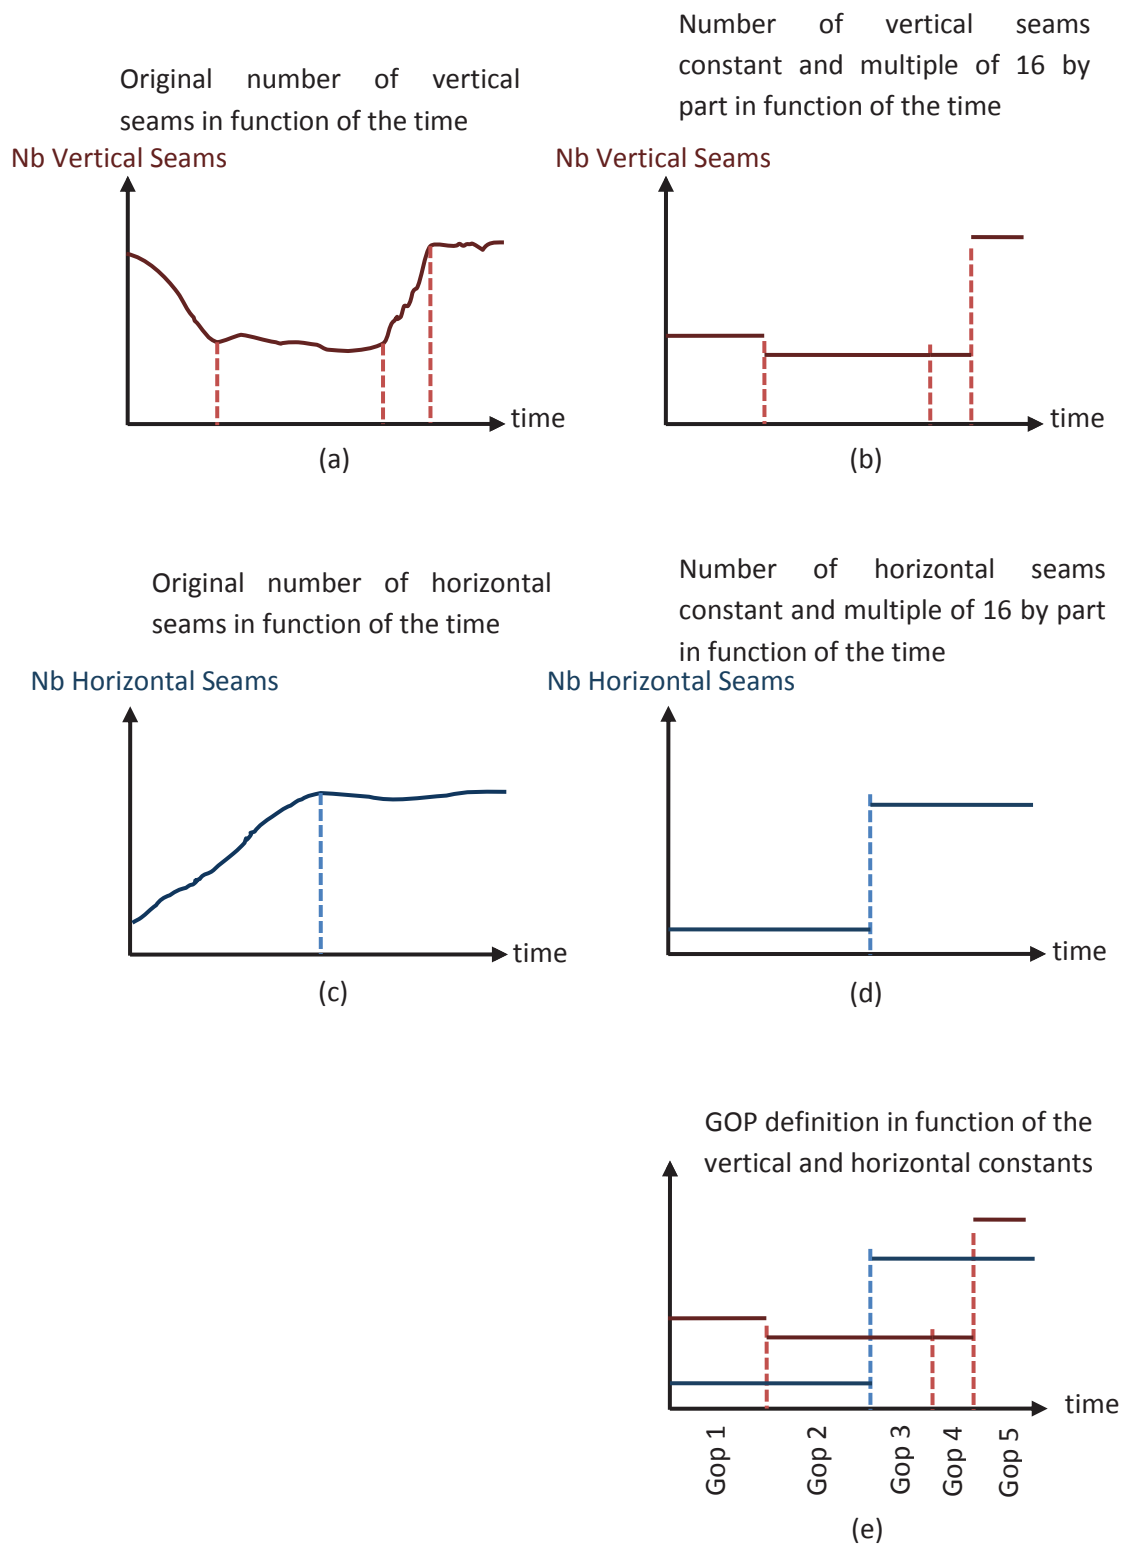 Original number of vertical
seams in function of the time
Nb Vertical Seams
time
(a)
Number of vertical seams
constant and multiple of 16 by
part in function of the time
Nb Vertical Seams
time
(b)
Original number of horizontal
seams in function of the time
Nb Horizontal Seams
time
(c)
Number of horizontal seams
constant and multiple of 16 by part
in function of the time
Nb Horizontal Seams
time
(d)
GOP definition in function of the
vertical and horizontal constants
time
Gop 1
Gop 2
Gop 3
Gop 4
Gop 5
(e)